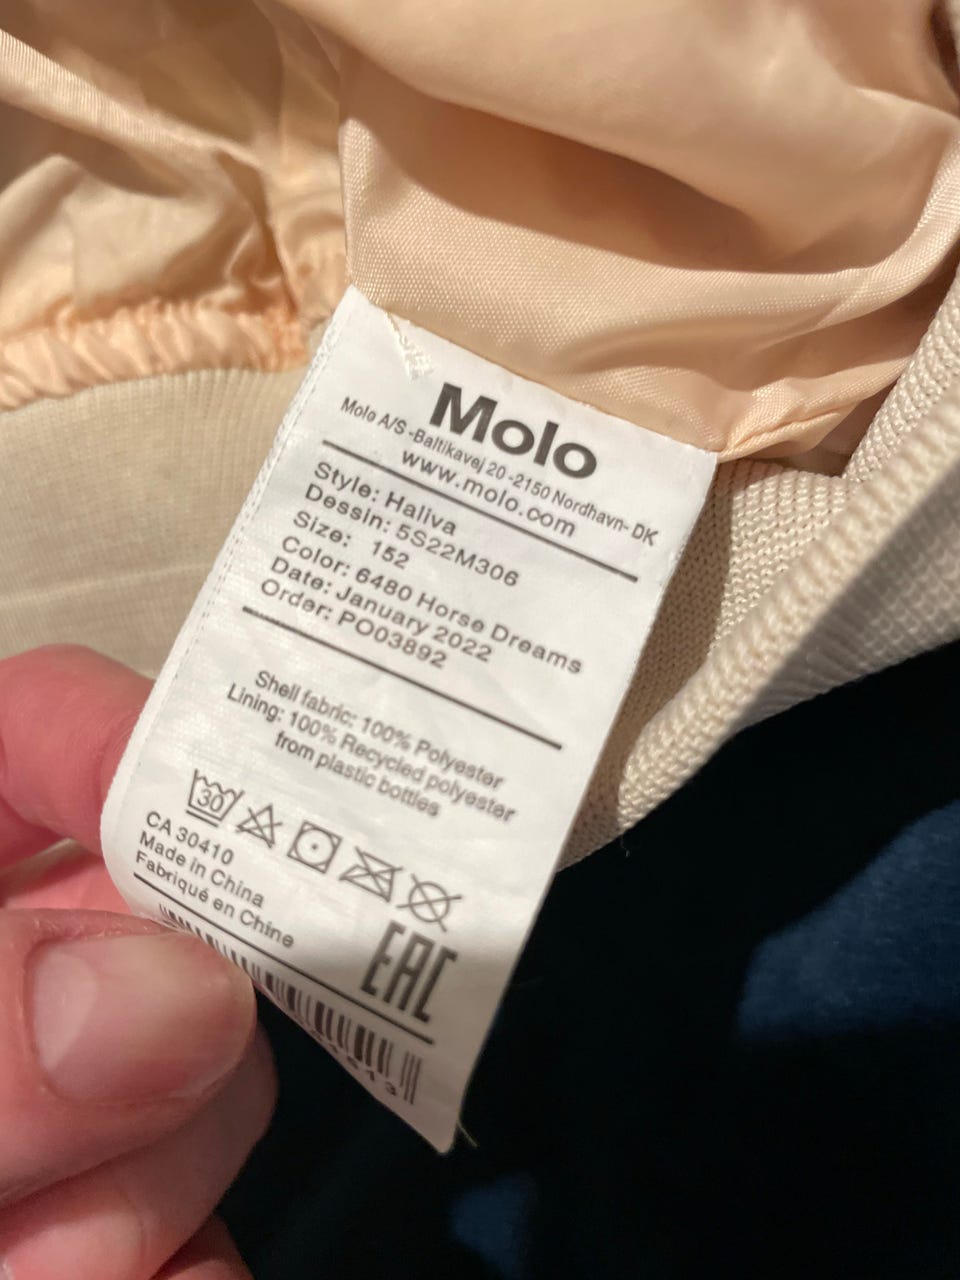 Molo
Molo A/S -Baltikavej 20 -2150 Nordhavn- DK
www.molo.com
Style: Haliva
Dessin: 5S22M306
Size: 152
Color: 6480 Horse Dreams
Date: January 2022
Order: PO03892
Shell fabric: 100% Polyester
Lining: 100% Recycled polyester
from plastic bottles
30
CA 30410
Made in China
Fabriqué en Chine
EAC